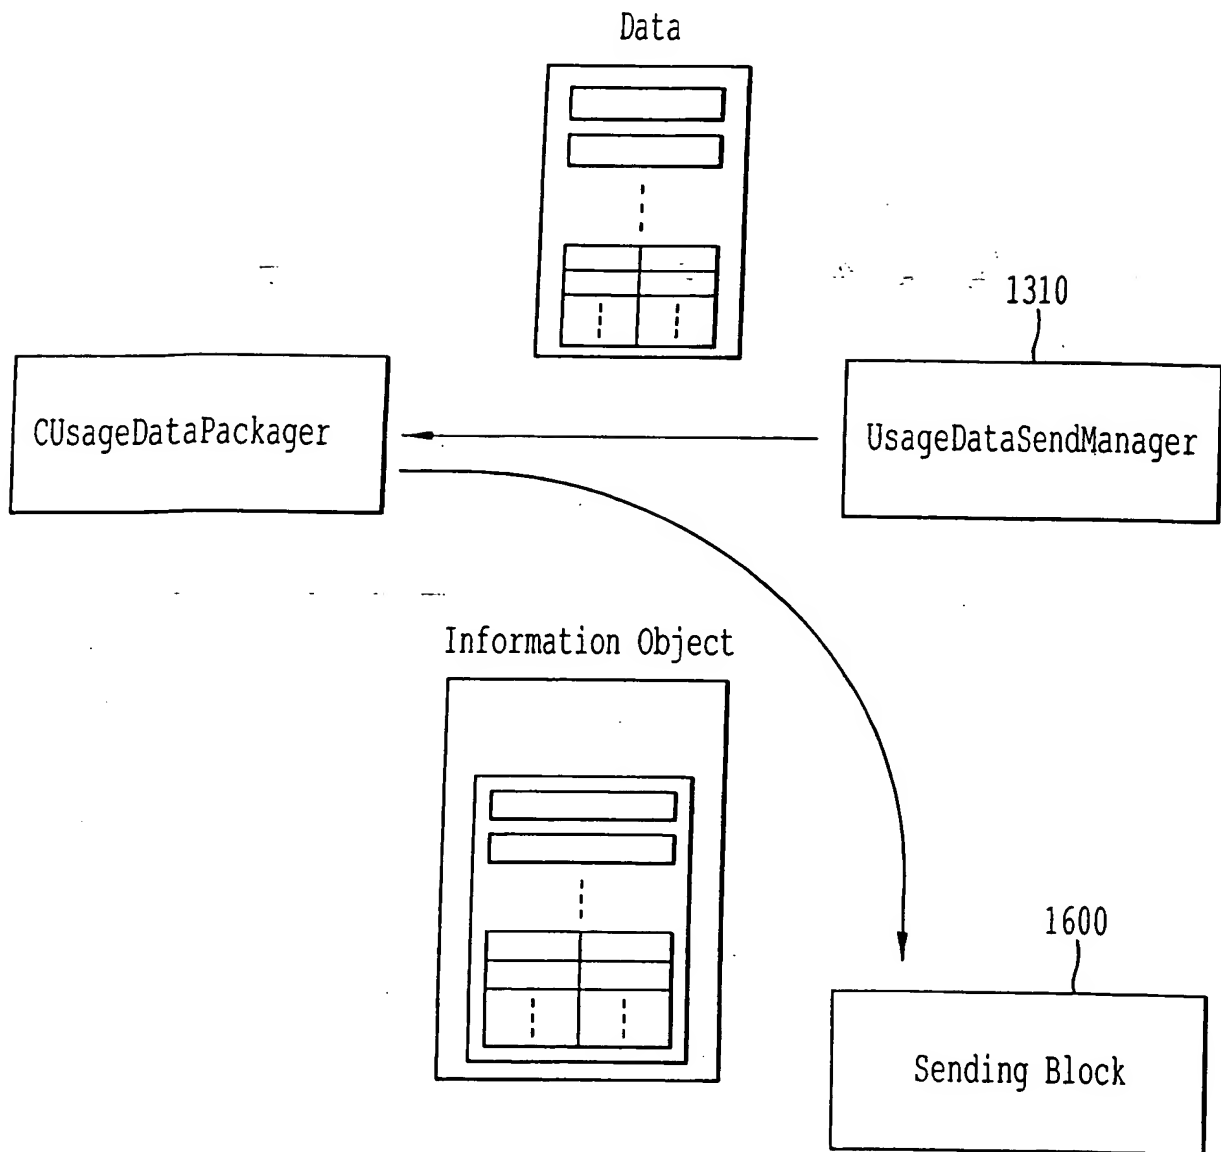 Data
1310
CUsageDataPackager
UsageDataSendManager
Information Object
1600
Sending Block